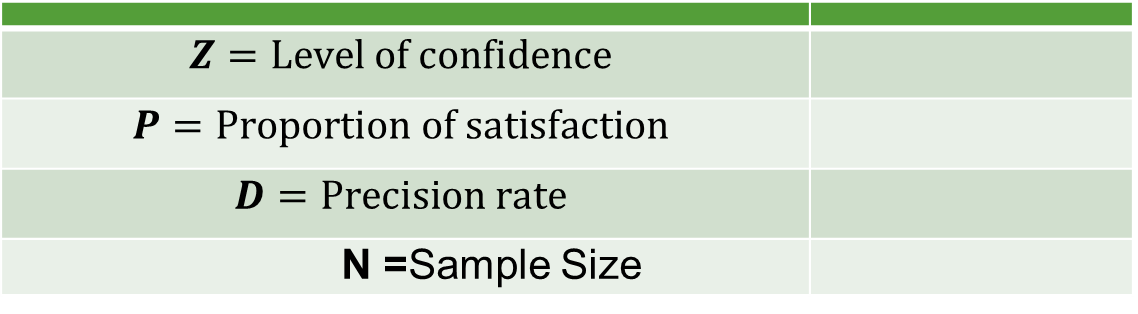 Z = Level of confidence
P = Proportion of satisfaction
D = Precision rate
N =Sample Size